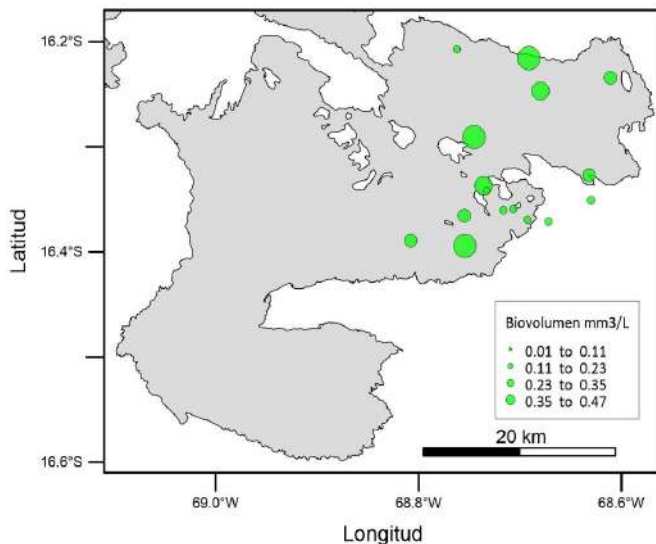 16.2°S
16.4°S
16.6°S
Latitud
69.0°W
68.8°W
68.6°W
Longitud
Biovolumen mm3/L
0.01 to 0.11
0.11 to 0.23
0.23 to 0.35
0.35 to 0.47
20 km